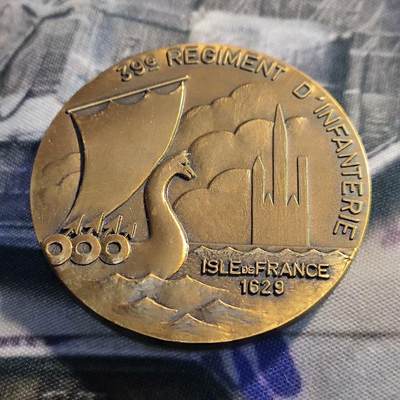 39e REGIMENT D'INFANTERIE
ISLE DE FRANCE
1629